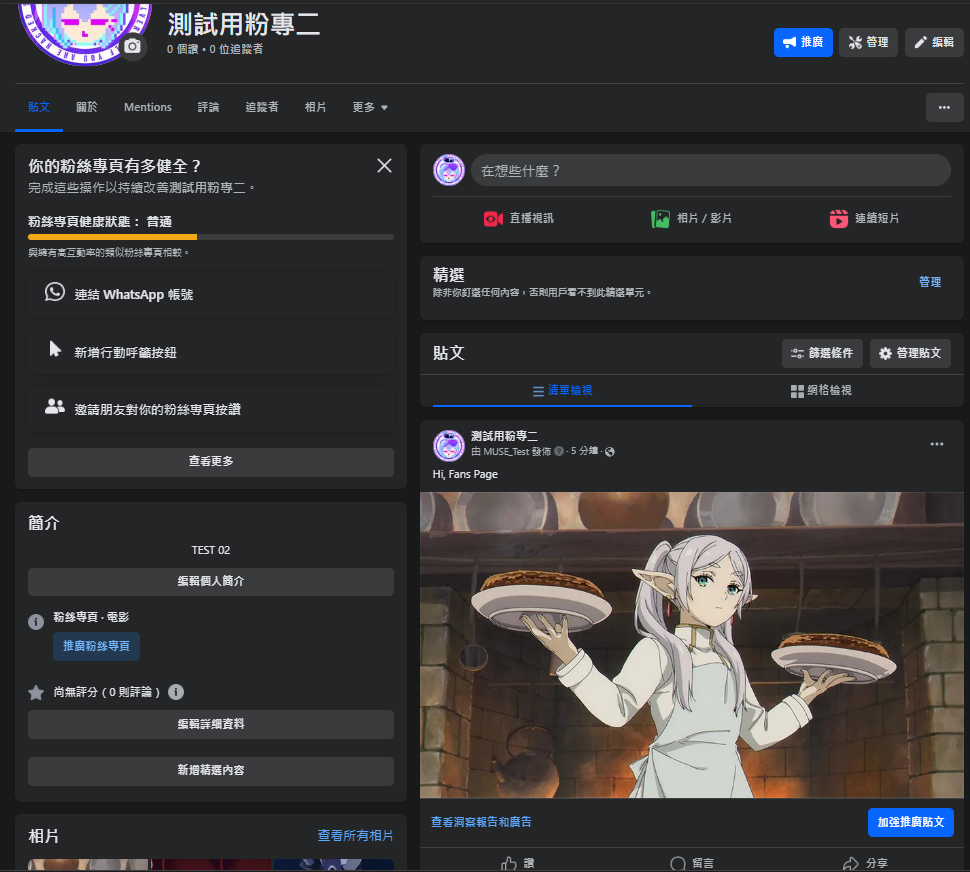 測試用粉專二
0 個讚 • 0 位追蹤者
推廣
管理
編輯
貼文
關於
Mentions
評論
追蹤者
相片
更多
你的粉絲專頁有多健全？
完成這些操作以持續改善測試用粉專二。
粉絲專頁健康狀態： 普通
與擁有高互動率的類似粉絲專頁相較。
連結 WhatsApp 帳號
新增行動呼籲按鈕
邀請朋友對你的粉絲專頁按讚
查看更多
簡介
TEST 02
編輯個人簡介
粉絲專頁 · 電影
推廣粉絲專頁
尚無評分（0 則評論）
編輯詳細資料
新增精選內容
相片
查看所有相片
在想些什麼？
直播視訊
相片 / 影片
連續短片
精選
除非你釘選任何內容，否則用戶看不到此精選單元。
管理
貼文
篩選條件
管理貼文
清單檢視
網格檢視
測試用粉專二
由 MUSE_Test 發佈 · 5 分鐘 ·
Hi, Fans Page
查看洞察報告和廣告
加強推廣貼文
讚
留言
分享